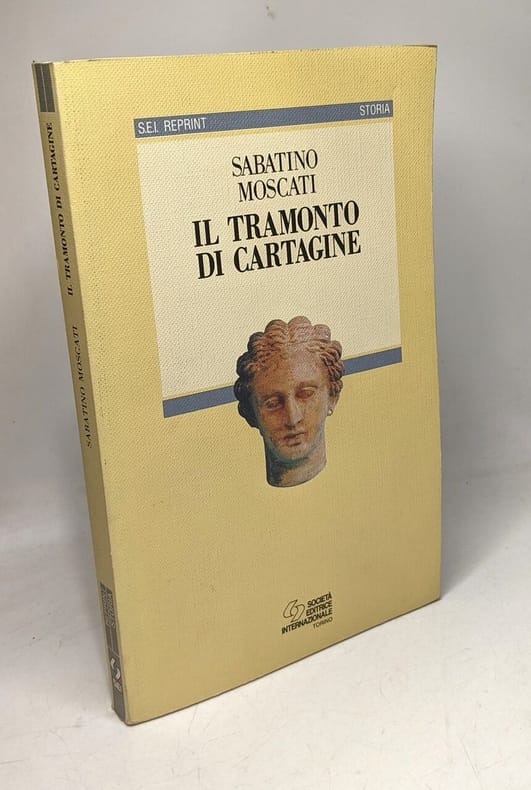 S.E.I. REPRINT
STORIA
SABATINO
MOSCATI
IL TRAMONTO
DI CARTAGINE
SOCIETÀ
EDITRICE
INTERNAZIONALE
TORINO
SABATINO MOSCATI IL TRAMONTO DI CARTAGINE